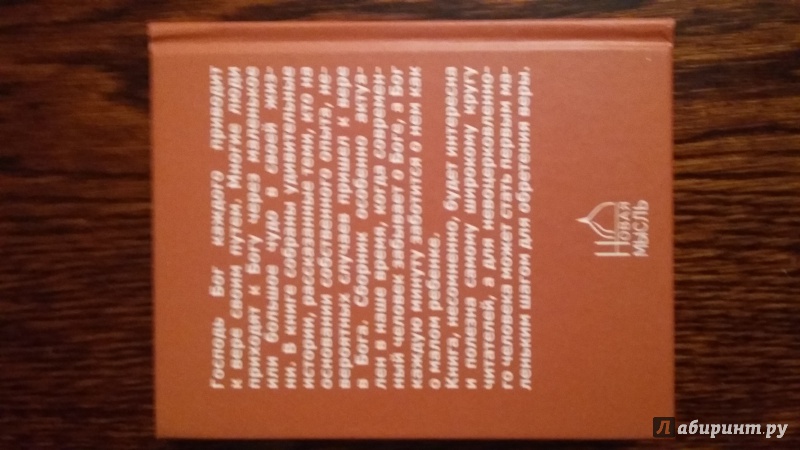 Господь Бог каждого приводит
к вере своим путем. Многие люди
приходят к Богу через маленькое
или большое чудо в своей жиз-
ни. В книге собраны удивительные
истории, рассказанные теми, кто на
основании собственного опыта, не-
вероятных случаев пришел к вере
в Бога. Сборник особенно актуа-
лен в наше время, когда современ-
ный человек забывает о Боге, а Бог
каждую минуту заботится о нем как
о малом ребенке.
Книга, несомненно, будет интересна
и полезна самому широкому кругу
читателей, а для невоцерковленно-
го человека может стать первым ма-
леньким шагом для обретения веры.
НОВАЯ
МЫСЛЬ
Лабиринт.ру